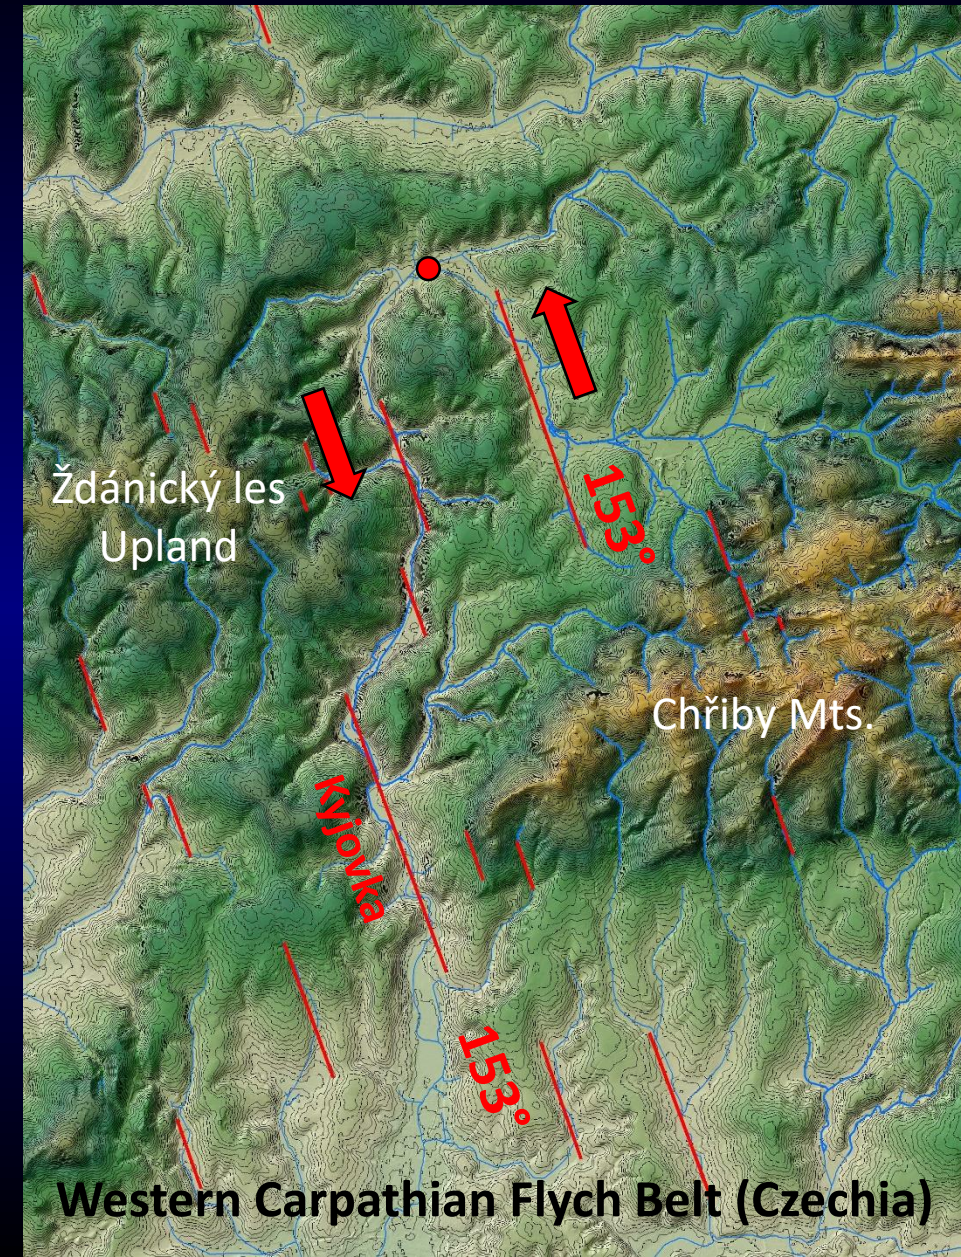 153°
Ždánický les
Upland
Chřiby Mts.
Kyjovka
153°
Western Carpathian Flych Belt (Czechia)